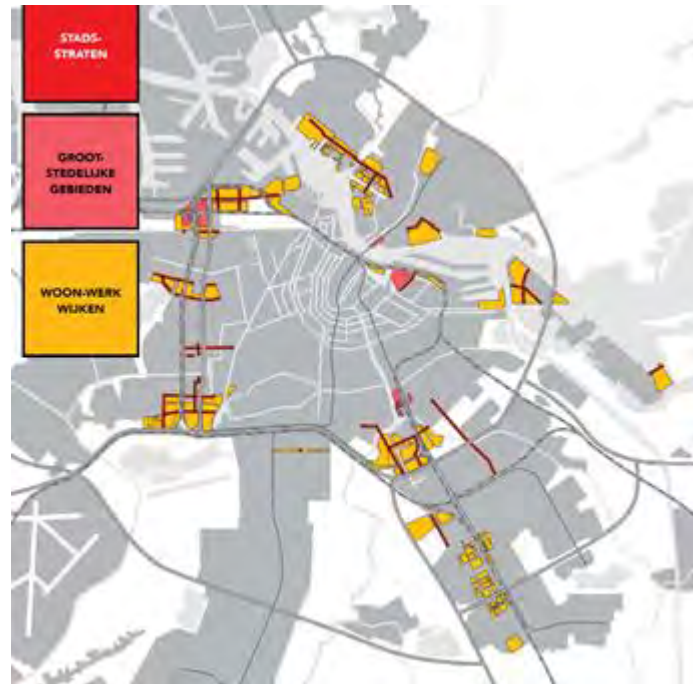 STADS-
STRATEN
GROOT-
STEDELIJKE
GEBIEDEN
WOON-WERK
WIJKEN